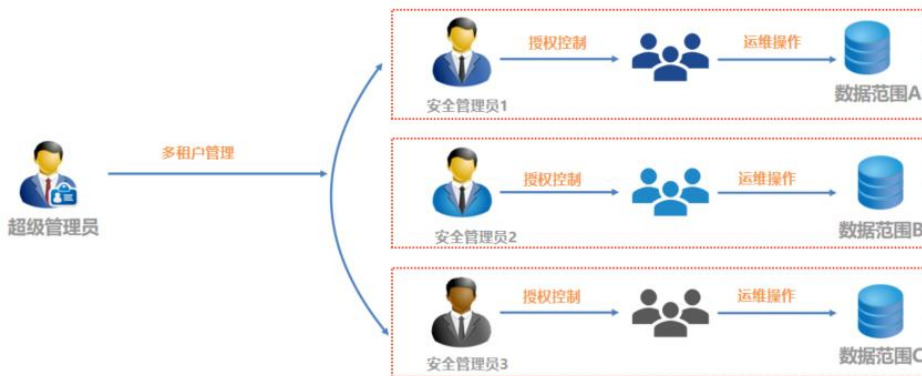 授权控制
运维操作
安全管理员1
数据范围A
多租户管理
超级管理员
授权控制
运维操作
安全管理员2
数据范围B
授权控制
运维操作
安全管理员3
数据范围C